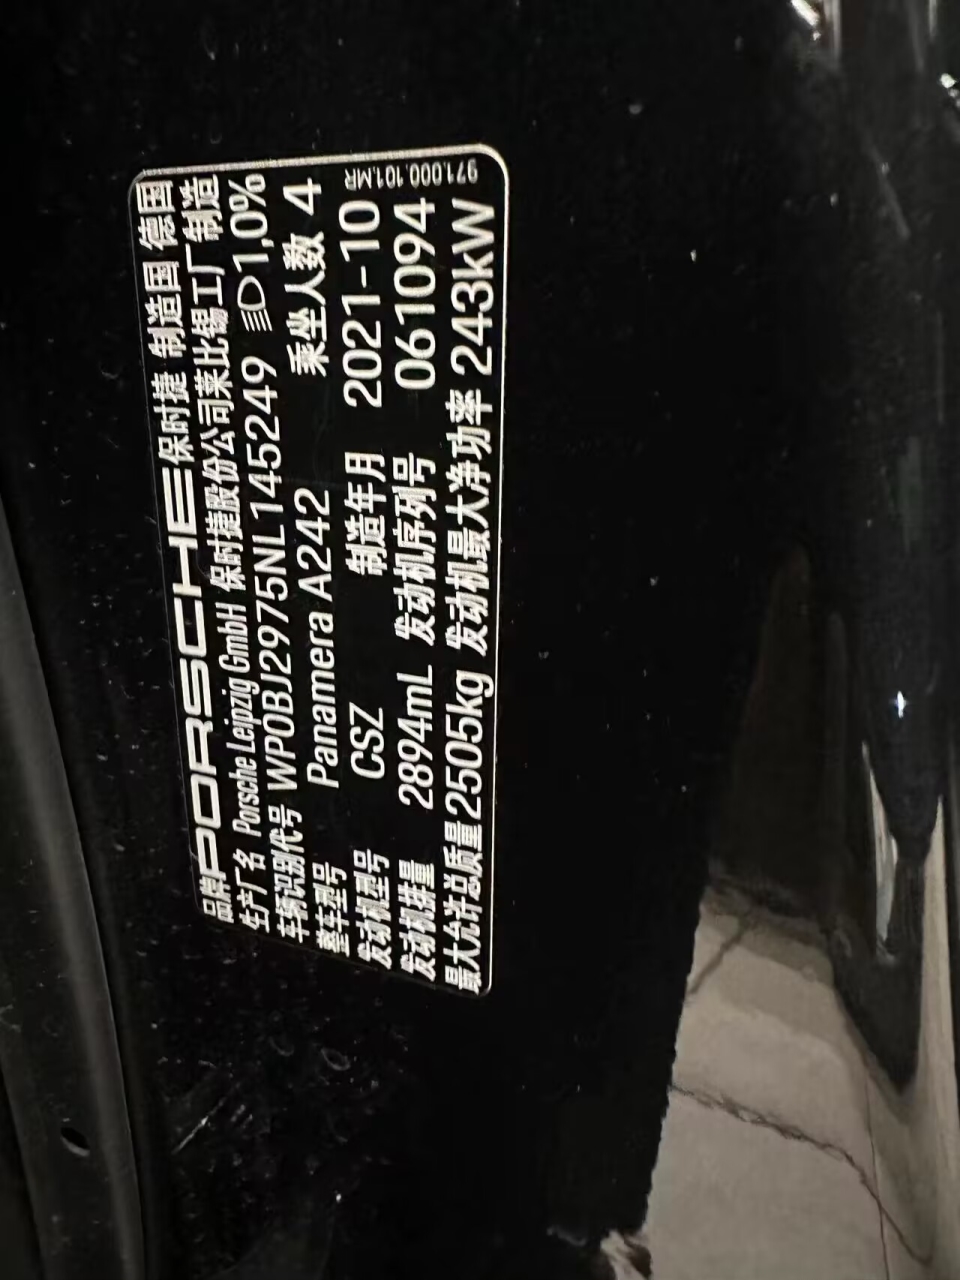 品牌 PORSCHE 保时捷 制造国 德国
生产厂名 Porsche Leipzig GmbH 保时捷股份公司莱比锡工厂制造
车辆识别代号 WP0BJ2975NL145249 1,0%
整车型号 Panamera A242 乘坐人数 4
发动机型号 CSZ 制造年月 2021-10
发动机排量 2894mL 发动机序列号 061094
最大允许总质量 2505kg 发动机最大净功率 243kW
971.000.101.MR